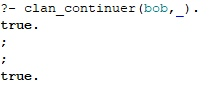 ?- clan_continuer(bob,_).
true.
;
;
true.